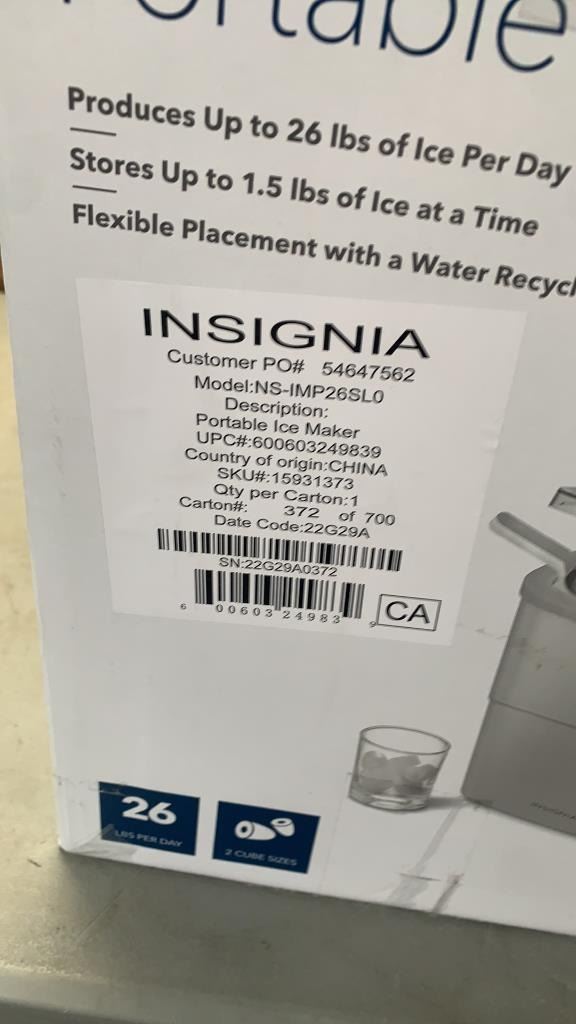 Portable
Produces Up to 26 lbs of Ice Per Day
Stores Up to 1.5 lbs of Ice at a Time
Flexible Placement with a Water Recycl
INSIGNIA
Customer PO# 54647562
Model:NS-IMP26SL0
Description:
Portable Ice Maker
UPC#:600603249839
Country of origin:CHINA
SKU#:15931373
Qty per Carton:1
Carton#: 372 of 700
Date Code:22G29A
SN:22G29A0372
6 00603 24983 9
CA
26
LBS PER DAY
2 CUBE SIZES